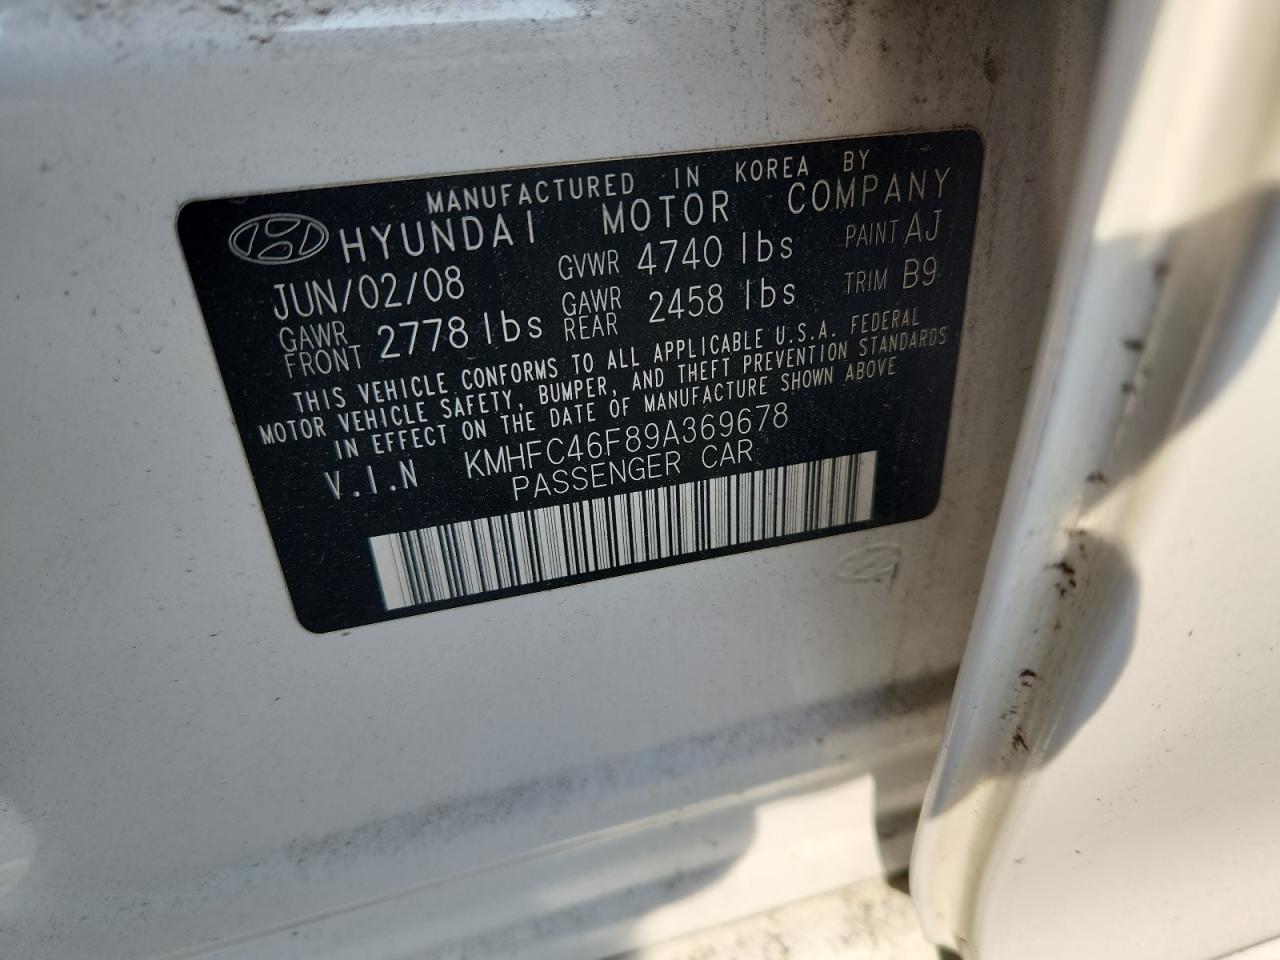 MANUFACTURED IN KOREA BY
HYUNDAI MOTOR COMPANY
JUN/02/08 GVWR 4740 lbs PAINT AJ
GAWR FRONT 2778 lbs GAWR REAR 2458 lbs TRIM B9
THIS VEHICLE CONFORMS TO ALL APPLICABLE U.S.A. FEDERAL
MOTOR VEHICLE SAFETY, BUMPER, AND THEFT PREVENTION STANDARDS
IN EFFECT ON THE DATE OF MANUFACTURE SHOWN ABOVE
V.I.N KMHFC46F89A369678
PASSENGER CAR